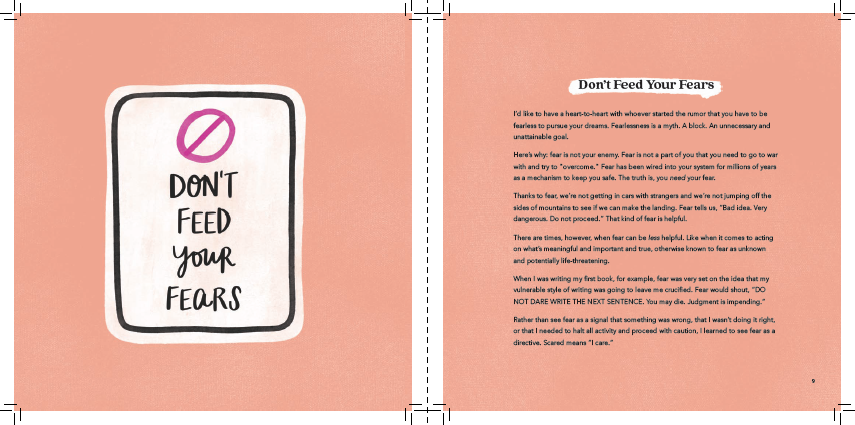 DON'T
FEED
your
FEARS
Don't Feed Your Fears
I'd like to have a heart-to-heart with whoever started the rumor that you have to be
fearless to pursue your dreams. Fearlessness is a myth. A block. An unnecessary and
unattainable goal.
Here's why: fear is not your enemy. Fear is not a part of you that you need to go to war
with and try to "overcome." Fear has been wired into your system for millions of years
as a mechanism to keep you safe. The truth is, you need your fear.
Thanks to fear, we're not getting in cars with strangers and we're not jumping off the
sides of mountains to see if we can make the landing. Fear tells us, "Bad idea. Very
dangerous. Do not proceed." That kind of fear is helpful.
There are times, however, when fear can be less helpful. Like when it comes to acting
on what's meaningful and important and true, otherwise known to fear as unknown
and potentially life-threatening.
When I was writing my first book, for example, fear was very set on the idea that my
vulnerable style of writing was going to leave me crucified. Fear would shout, "DO
NOT DARE WRITE THE NEXT SENTENCE. You may die. Judgment is impending."
Rather than see fear as a signal that something was wrong, that I wasn't doing it right,
or that I needed to halt all activity and proceed with caution, I learned to see fear as a
directive. Scared means "I care."
9